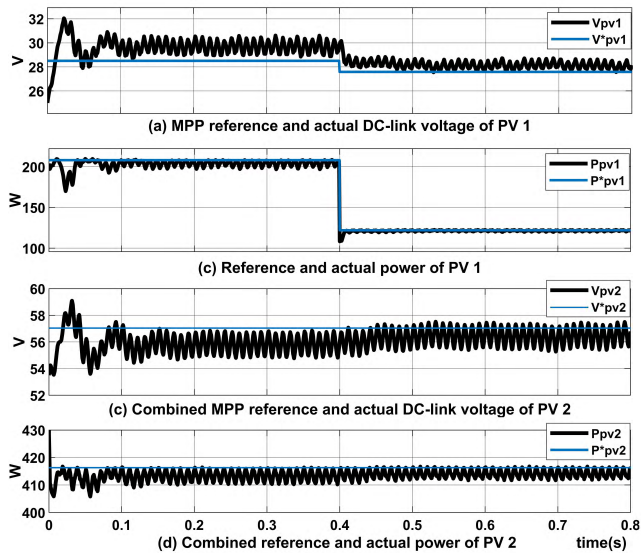 32
30
28
26
V
Vpv1
V*pv1
(a) MPP reference and actual DC-link voltage of PV 1
200
150
100
W
Ppv1
P*pv1
(c) Reference and actual power of PV 1
60
58
56
54
52
V
Vpv2
V*pv2
(c) Combined MPP reference and actual DC-link voltage of PV 2
430
420
410
400
W
Ppv2
P*pv2
0 0.1 0.2 0.3 0.4 0.5 0.6 0.7 0.8
(d) Combined reference and actual power of PV 2 time(s)